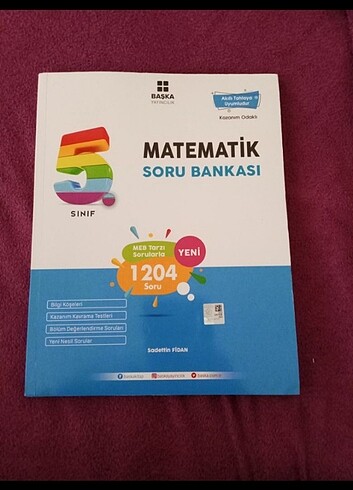 BAŞKA
YAYINCILIK
Akıllı Tahtaya
Uyumludur
Kazanım Odaklı
5.
SINIF
MATEMATİK
SORU BANKASI
MEB Tarzı
Sorularla
YENİ
1204
Soru
Bilgi Köşeleri
Kazanım Kavrama Testleri
Bölüm Değerlendirme Soruları
Yeni Nesil Sorular
Sadettin FİDAN